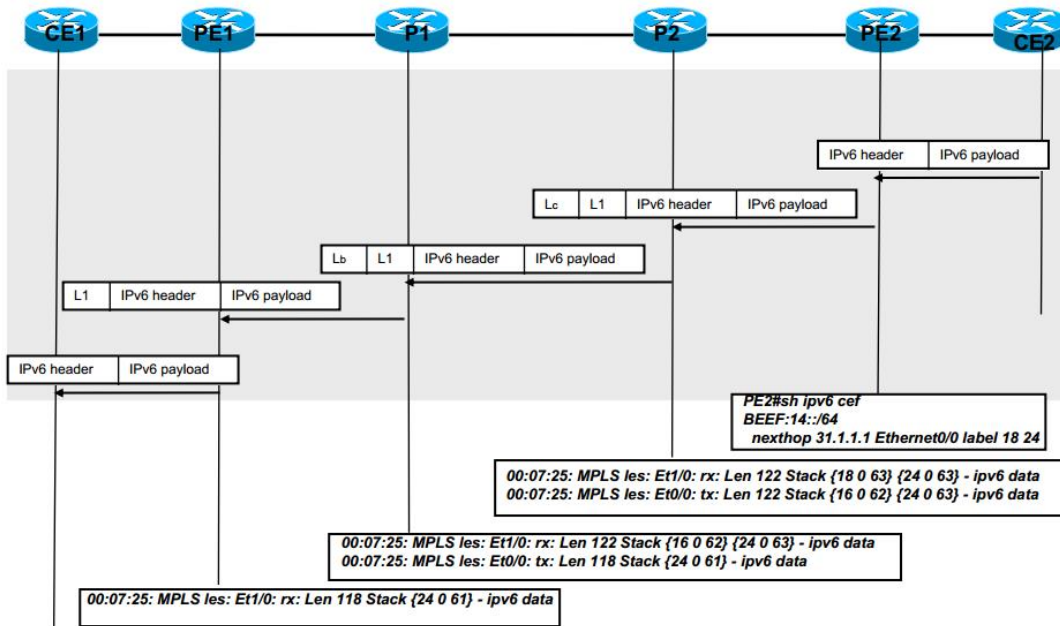 CE1 PE1 P1 P2 PE2 CE2
IPv6 header IPv6 payload
Lc L1 IPv6 header IPv6 payload
Lb L1 IPv6 header IPv6 payload
L1 IPv6 header IPv6 payload
IPv6 header IPv6 payload
PE2#sh ipv6 cef
BEEF:14::/64
nexthop 31.1.1.1 Ethernet0/0 label 18 24
00:07:25: MPLS les: Et1/0: rx: Len 122 Stack {18 0 63} {24 0 63} - ipv6 data
00:07:25: MPLS les: Et0/0: tx: Len 122 Stack {16 0 62} {24 0 63} - ipv6 data
00:07:25: MPLS les: Et1/0: rx: Len 122 Stack {16 0 62} {24 0 63} - ipv6 data
00:07:25: MPLS les: Et0/0: tx: Len 118 Stack {24 0 61} - ipv6 data
00:07:25: MPLS les: Et1/0: rx: Len 118 Stack {24 0 61} - ipv6 data